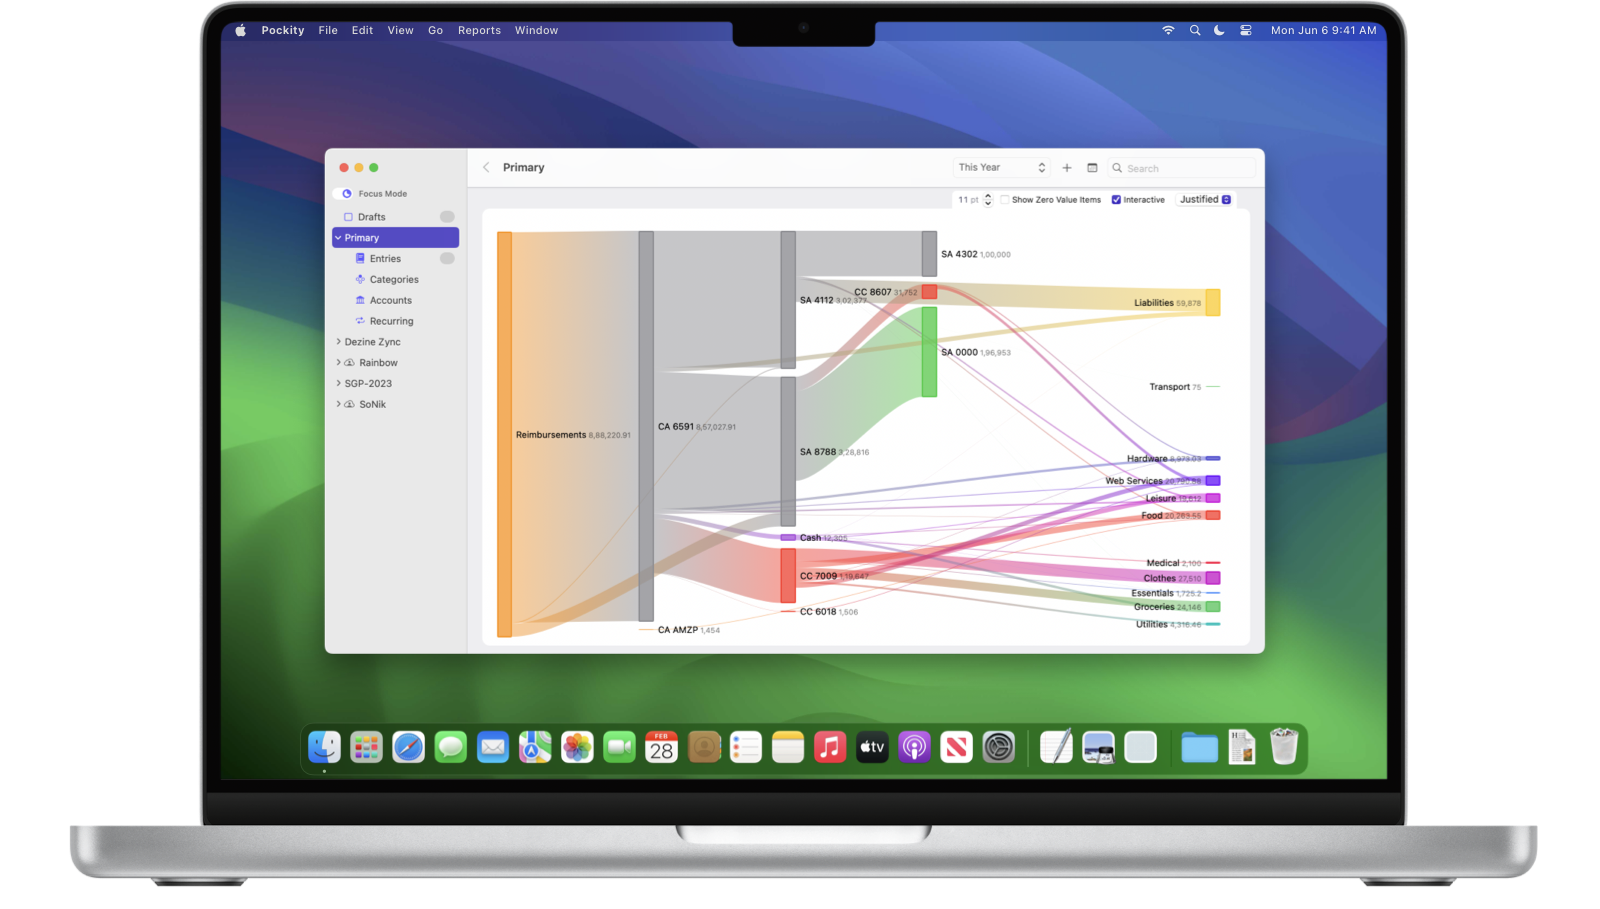 Pockity File Edit View Go Reports Window
Mon Jun 6 9:41 AM
Primary
This Year
Search
Focus Mode
Drafts
Primary
Entries
Categories
Accounts
Recurring
Dezine Zync
Rainbow
SGP-2023
SoNik
11 pt
Show Zero Value Items
Interactive
Justified
SA 4302 1,00,000
CC 8607 31,752
SA 4112 3,02,377
Liabilities 59,878
SA 0000 1,96,953
Transport 75
CA 6591 8,57,027.91
Reimbursements 8,88,220.91
SA 8788 3,28,816
Hardware 8,973.03
Web Services
Leisure 19,612
Food 20,263.55
Cash 12,305
Medical 2,100
CC 7009 1,19,647
Clothes 27,510
Essentials 1,725.2
Groceries 24,146
CC 6018 1,506
Utilities 4,316.46
CA AMZP 1,454
FEB
28
tv